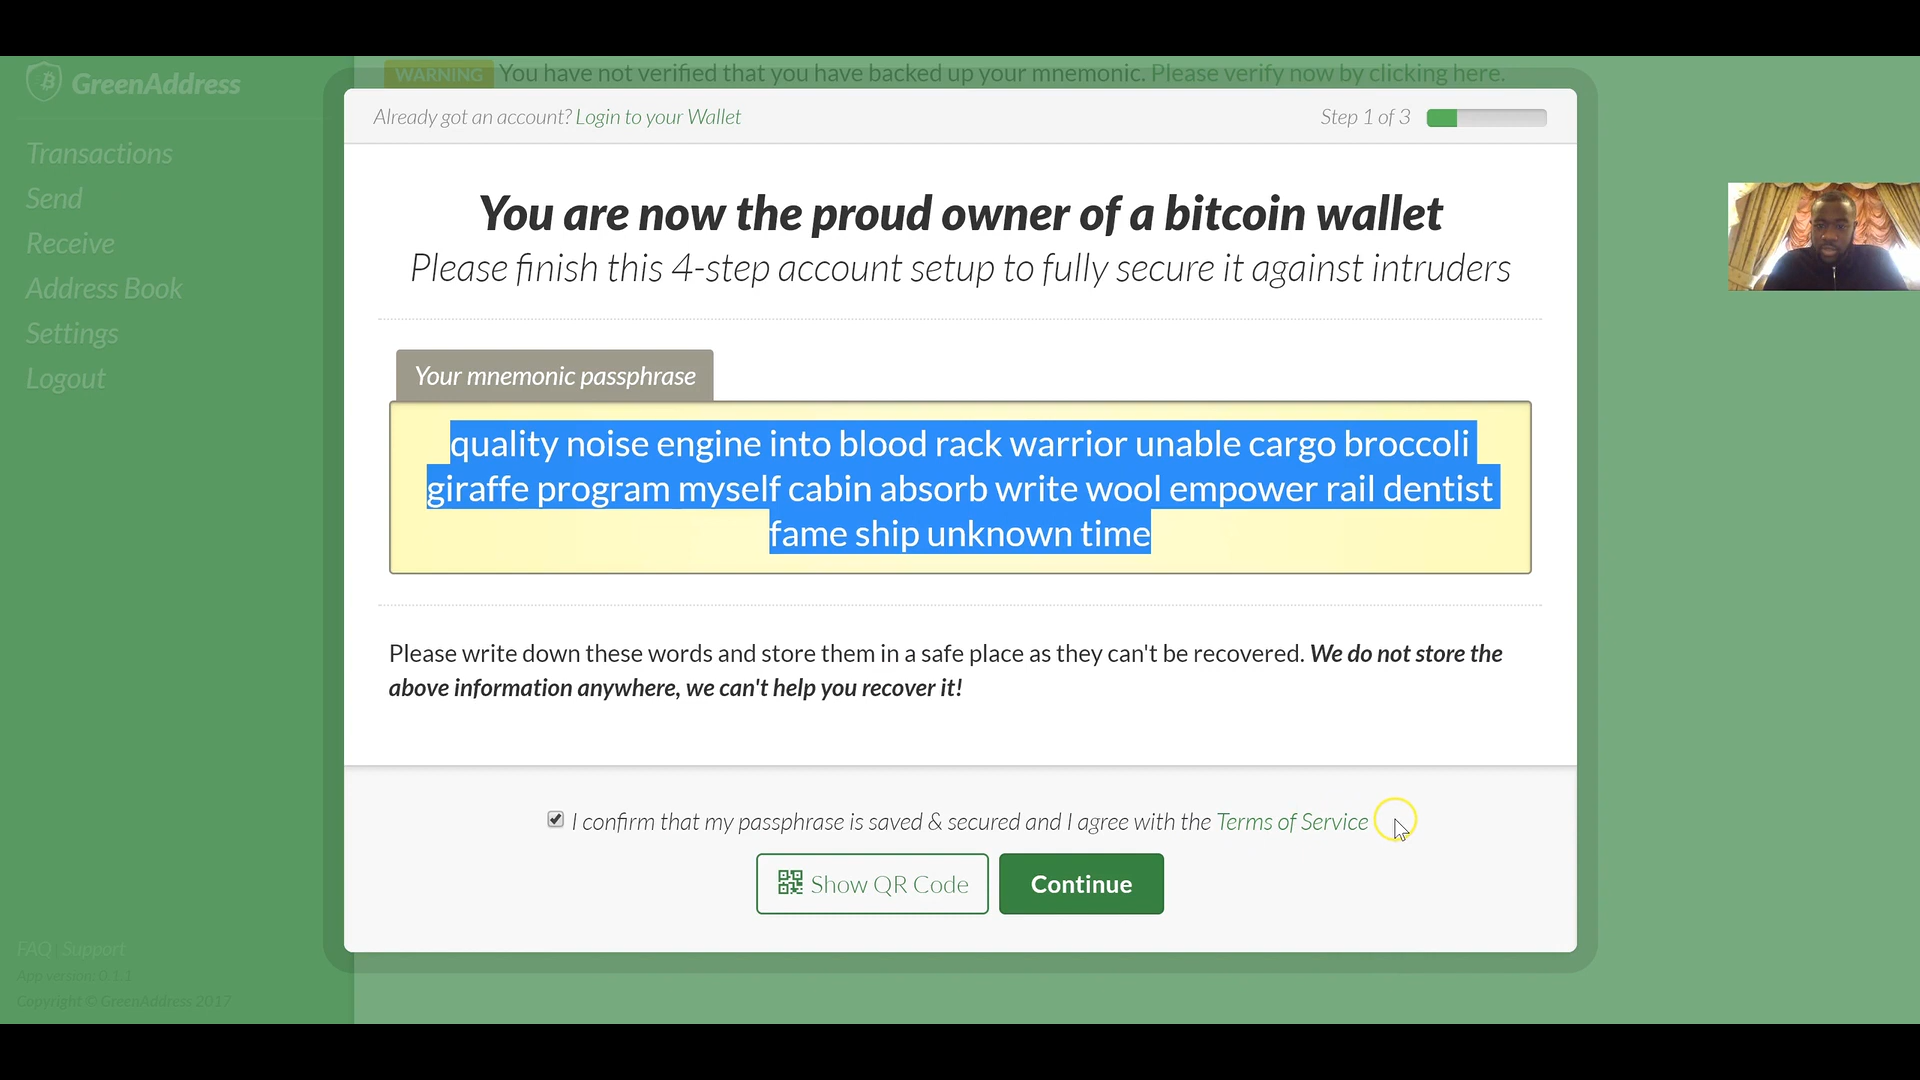 GreenAddress
WARNING You have not verified that you have backed up your mnemonic. Please verify now by clicking here.
Already got an account? Login to your Wallet
Step 1 of 3
Transactions
Send
Receive
Address Book
Settings
Logout
You are now the proud owner of a bitcoin wallet
Please finish this 4-step account setup to fully secure it against intruders
Your mnemonic passphrase
quality noise engine into blood rack warrior unable cargo broccoli
giraffe program myself cabin absorb write wool empower rail dentist
fame ship unknown time
Please write down these words and store them in a safe place as they can't be recovered. We do not store the
above information anywhere, we can't help you recover it!
I confirm that my passphrase is saved & secured and I agree with the Terms of Service
Show QR Code
Continue
FAQ | Support
App version: 0.1.1
Copyright © GreenAddress 2017